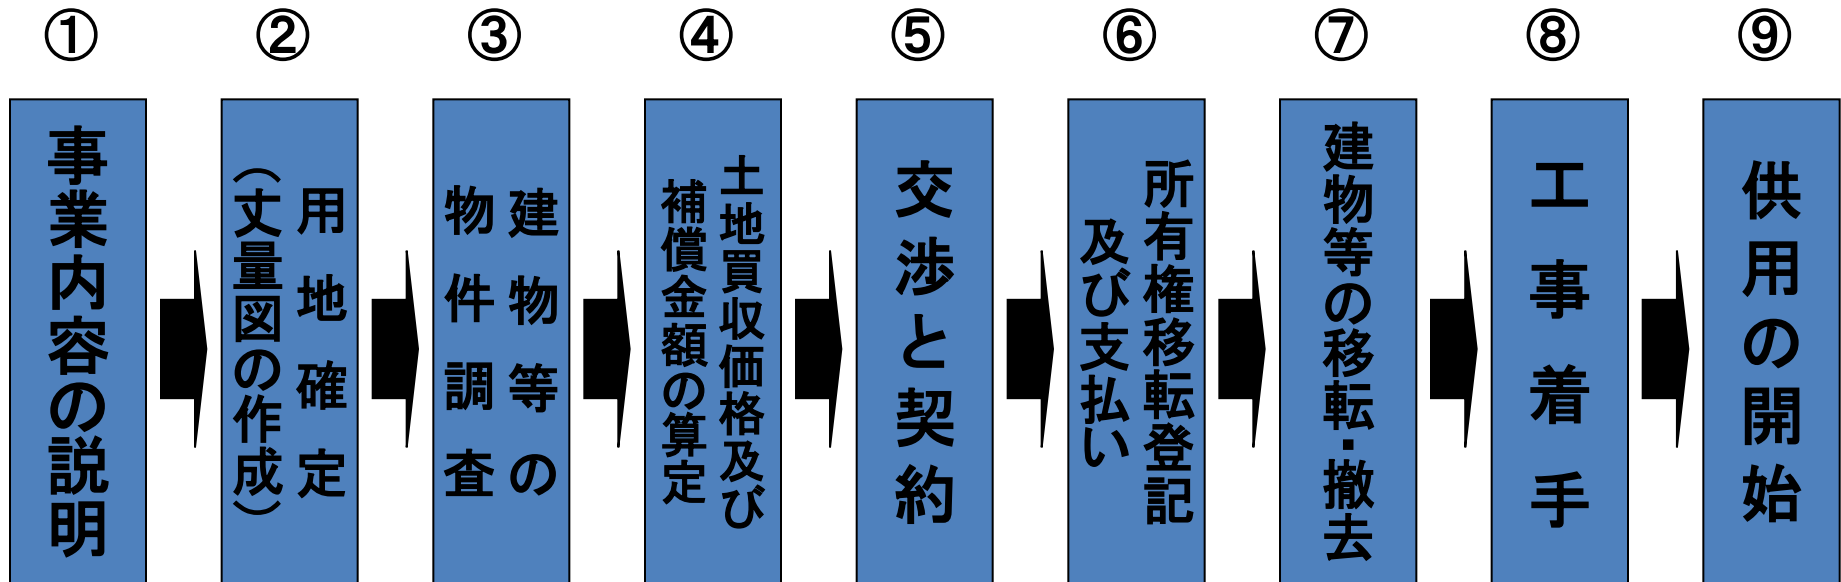 ①
事業内容の説明
②
用地確定
（丈量図の作成）
③
建物等の
物件調査
④
土地買収価格及び
補償金額の算定
⑤
交渉と契約
⑥
所有権移転登記
及び支払い
⑦
建物等の移転・撤去
⑧
工事着手
⑨
供用の開始